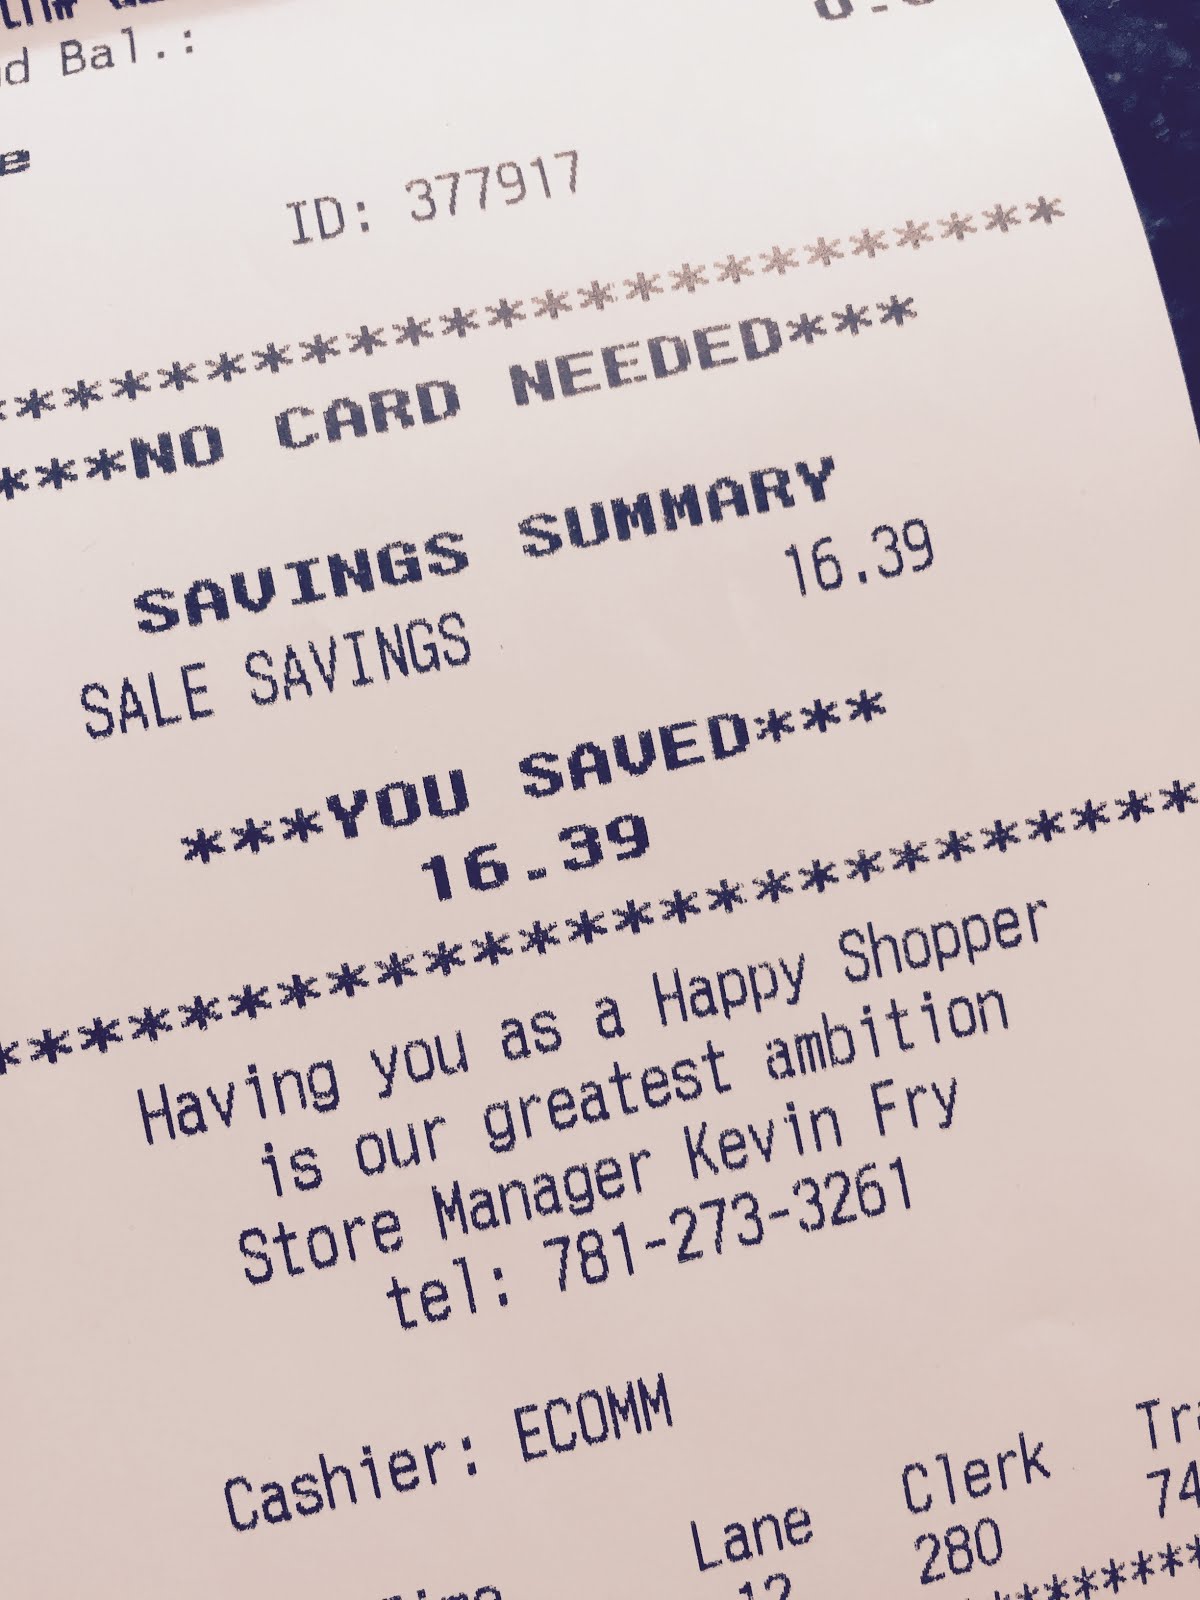 Bal.:
ID: 377917
******************
***NO CARD NEEDED***
SAVINGS SUMMARY
SALE SAVINGS 16.39
***YOU SAVED***
16.39
*******************
Having you as a Happy Shopper
is our greatest ambition
Store Manager Kevin Fry
tel: 781-273-3261
Cashier: ECOMM
Lane Clerk
12 280